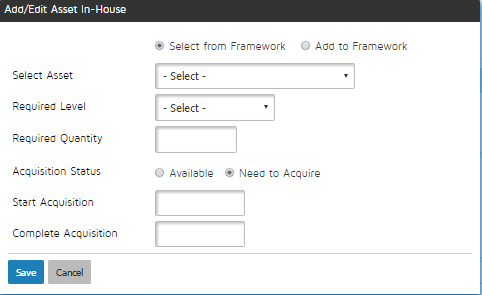 Add/Edit Asset In-House
Select from Framework Add to Framework
Select Asset - Select -
Required Level - Select -
Required Quantity
Acquisition Status Available Need to Acquire
Start Acquisition
Complete Acquisition
Save Cancel